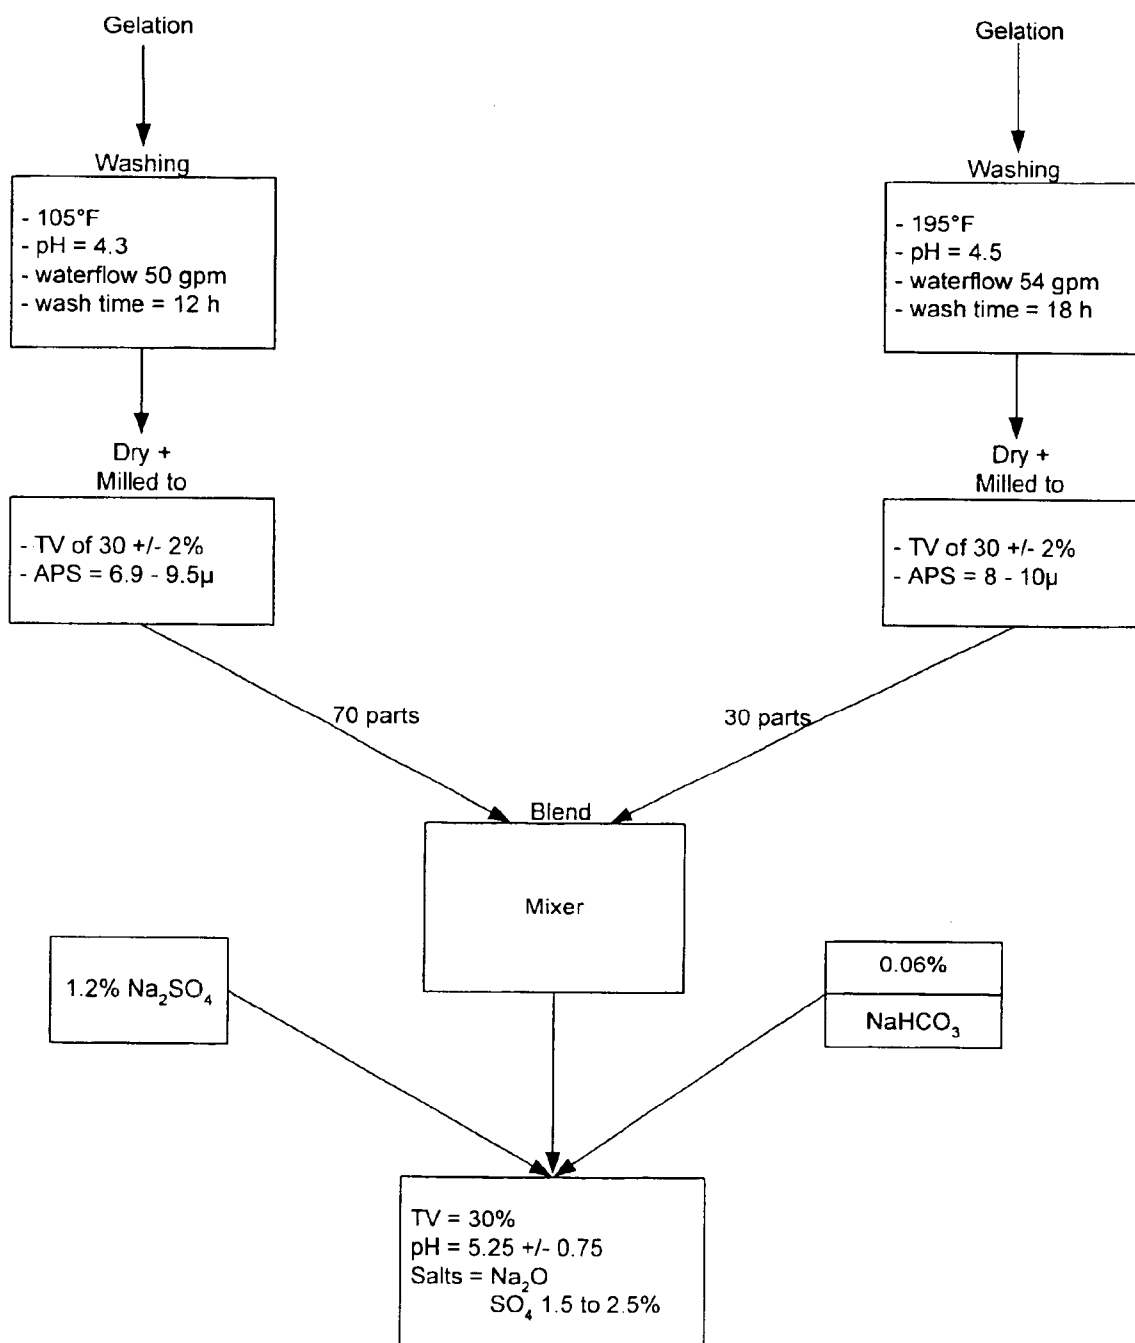 Gelation
Washing
- 105°F
- pH = 4.3
- waterflow 50 gpm
- wash time = 12 h
Dry +
Milled to
- TV of 30 +/- 2%
- APS = 6.9 - 9.5µ
Gelation
Washing
- 195°F
- pH = 4.5
- waterflow 54 gpm
- wash time = 18 h
Dry +
Milled to
- TV of 30 +/- 2%
- APS = 8 - 10µ
70 parts
30 parts
Blend
Mixer
1.2% Na₂SO₄
0.06%
NaHCO₃
TV = 30%
pH = 5.25 +/- 0.75
Salts = Na₂O
SO₄ 1.5 to 2.5%